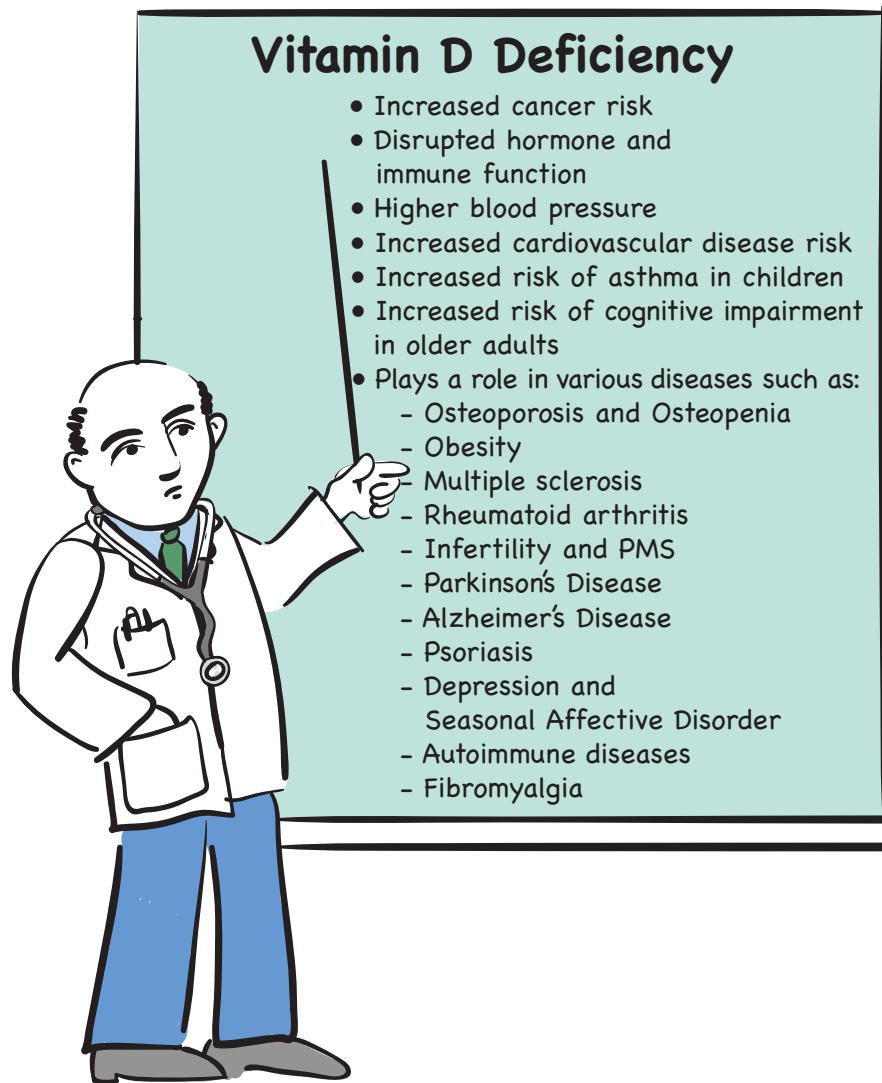 Vitamin D Deficiency
• Increased cancer risk
• Disrupted hormone and
immune function
• Higher blood pressure
• Increased cardiovascular disease risk
• Increased risk of asthma in children
• Increased risk of cognitive impairment
in older adults
• Plays a role in various diseases such as:
- Osteoporosis and Osteopenia
- Obesity
- Multiple sclerosis
- Rheumatoid arthritis
- Infertility and PMS
- Parkinson's Disease
- Alzheimer's Disease
- Psoriasis
- Depression and
Seasonal Affective Disorder
- Autoimmune diseases
- Fibromyalgia